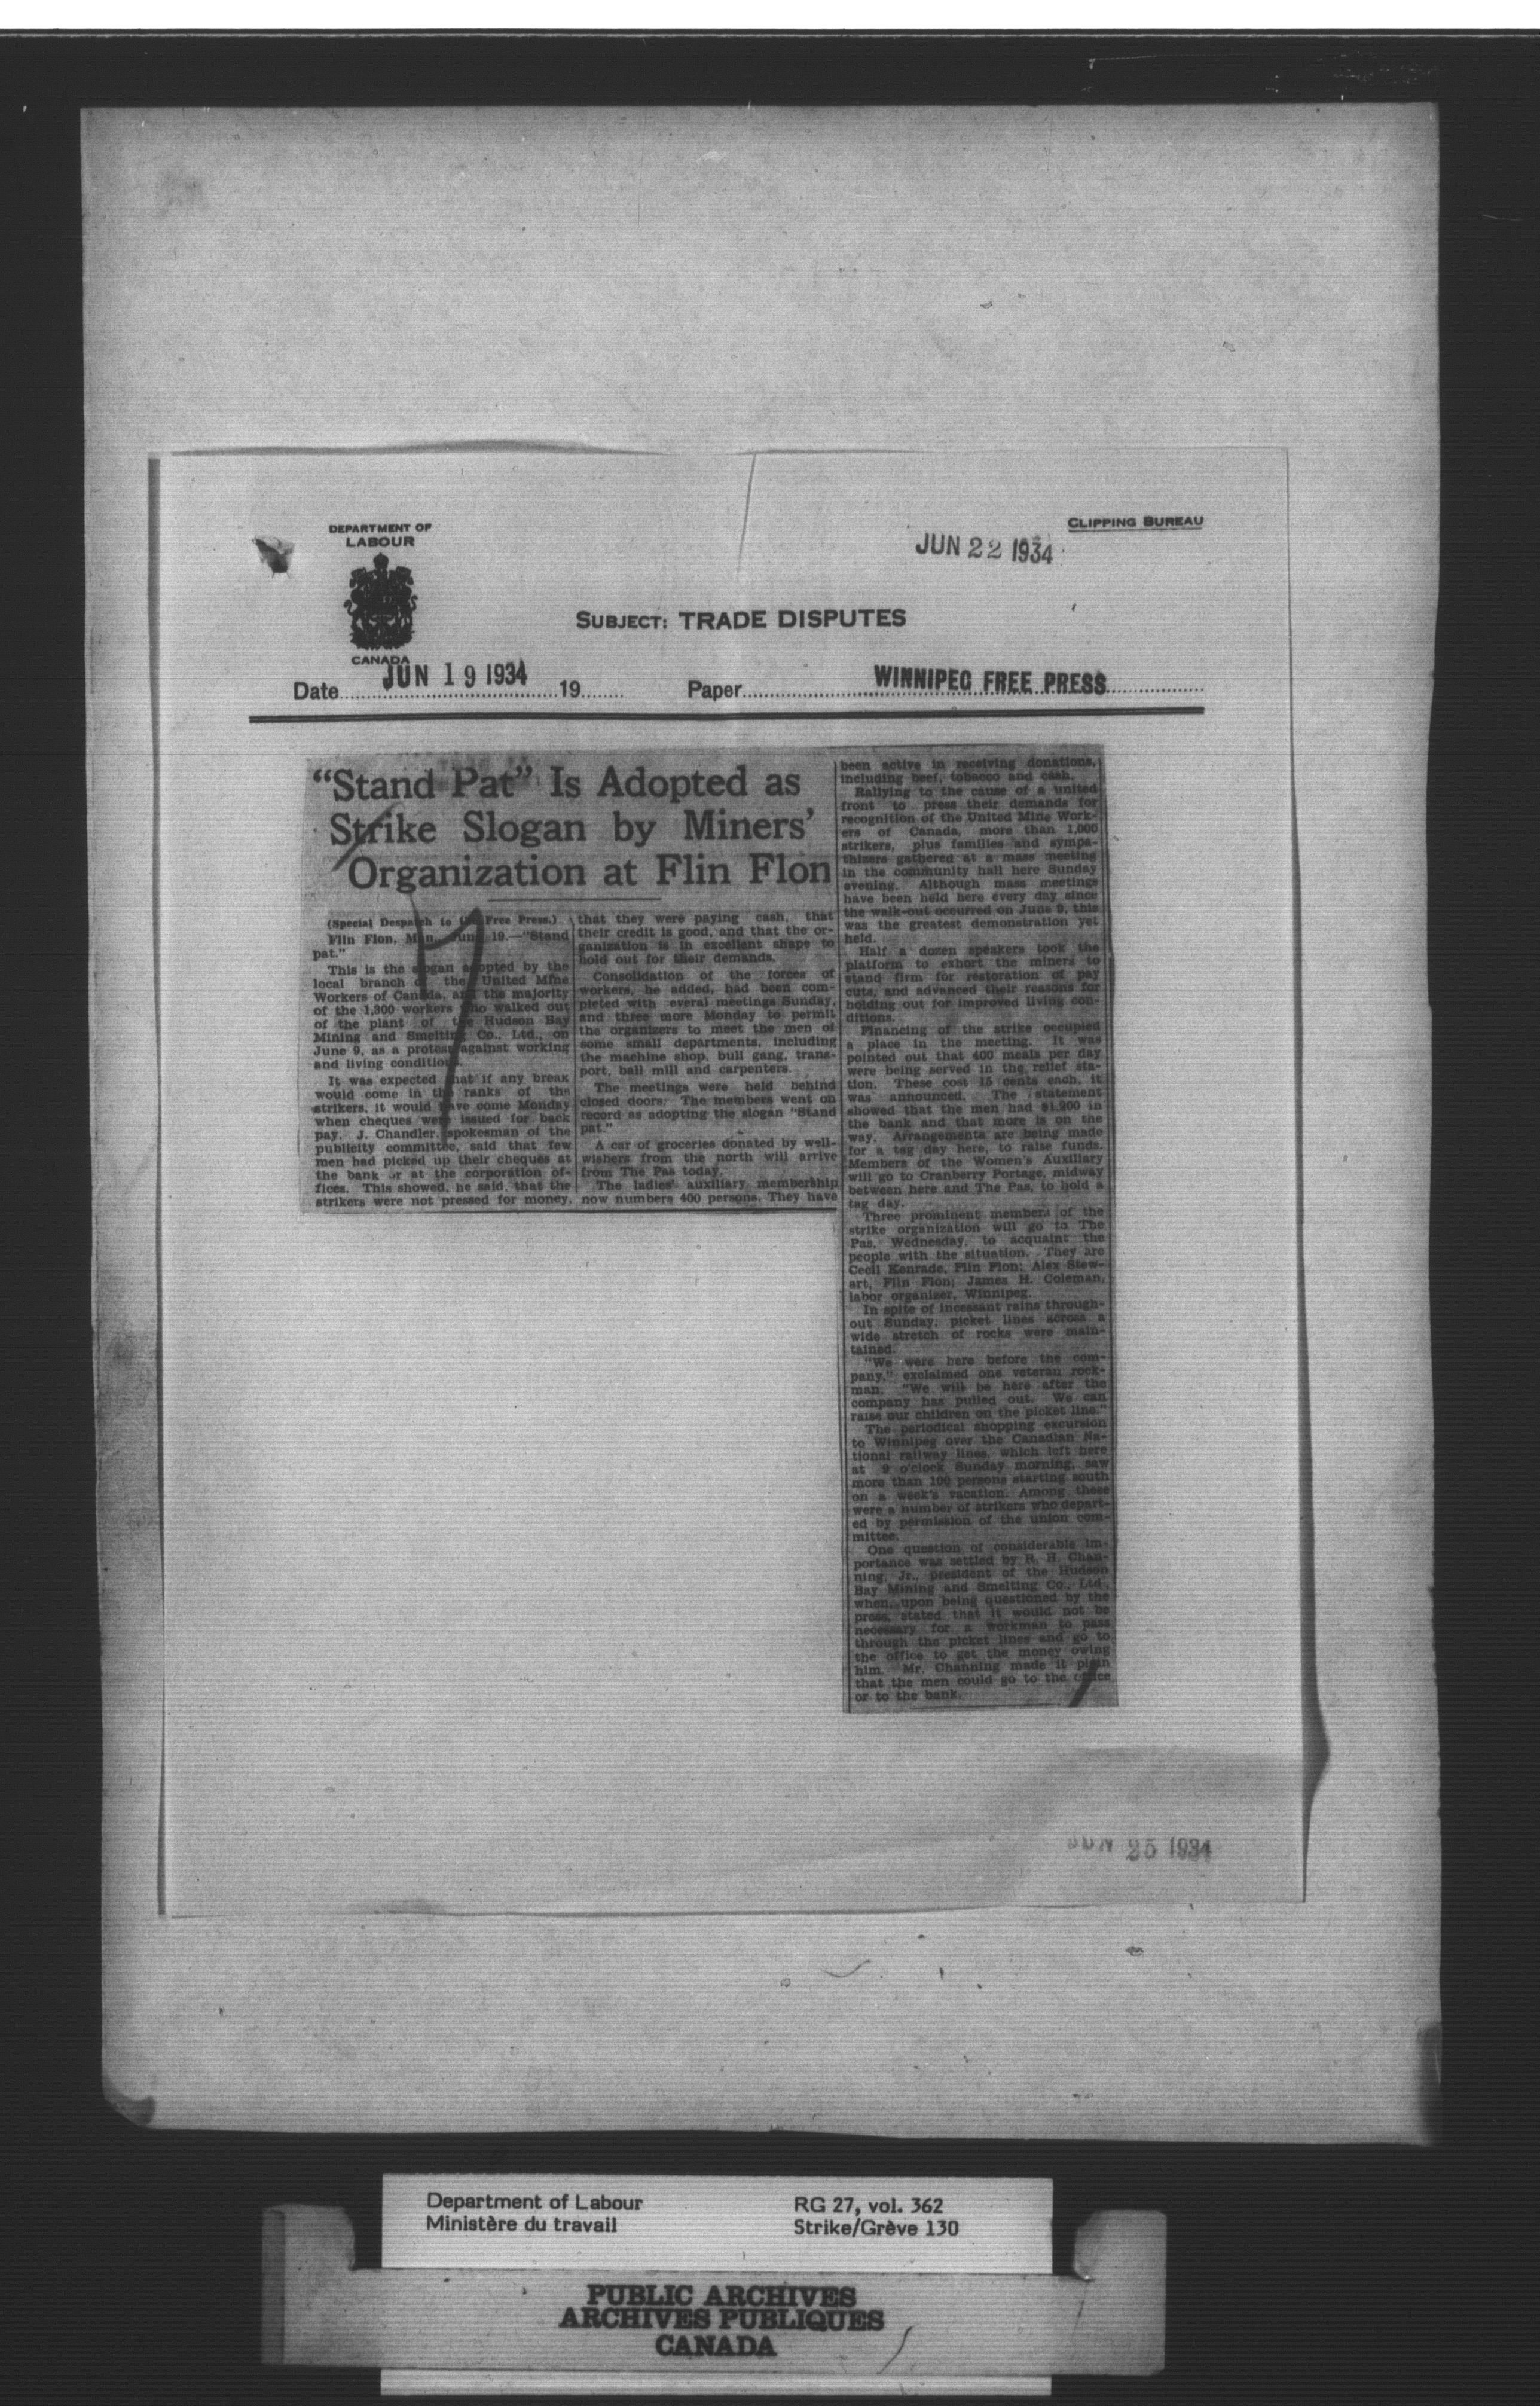 DEPARTMENT OF
LABOUR
CANADA
CLIPPING BUREAU
JUN 22 1934
SUBJECT: TRADE DISPUTES
Date JUN 19 1934 19
Paper WINNIPEG FREE PRESS
“Stand Pat” Is Adopted as
Strike Slogan by Miners’
Organization at Flin Flon
(Special Despatch to the Free Press.)
Flin Flon, Man., June 19.—“Stand
pat.”
This is the slogan adopted by the
local branch of the United Mine
Workers of Canada, and the majority
of the 1,300 workers who walked out
of the plant of the Hudson Bay
Mining and Smelting Co., Ltd., on
June 9, as a protest against working
and living conditions.
It was expected that if any break
would come in the ranks of the
strikers, it would have come Monday
when cheques were issued for back
pay. J. Chandler, spokesman of the
publicity committee, said that few
men had picked up their cheques at
the bank or at the corporation of-
fices. This showed, he said, that the
strikers were not pressed for money,
that they were paying cash, that
their credit is good, and that the or-
ganization is in excellent shape to
hold out for their demands.
Consolidation of the forces of
workers, he added, had been com-
pleted with several meetings Sunday,
and three more Monday to permit
the organizers to meet the men of
some small departments, including
the machine shop, bull gang, trans-
port, ball mill and carpenters.
The meetings were held behind
closed doors. The members went on
record as adopting the slogan “Stand
pat.”
A car of groceries donated by well-
wishers from the north will arrive
from The Pas today.
The ladies' auxiliary membership
now numbers 400 persons. They have
been active in receiving donations,
including beef, tobacco and cash.
Rallying to the cause of a united
front to press their demands for
recognition of the United Mine Work-
ers of Canada, more than 1,000
strikers, plus families and sympa-
thizers gathered at a mass meeting
in the community hall here Sunday
evening. Although mass meetings
have been held here every day since
the walk-out occurred on June 9, this
was the greatest demonstration yet
held.
Half a dozen speakers took the
platform to exhort the miners to
stand firm for restoration of pay
cuts, and advanced their reasons for
holding out for improved living con-
ditions.
Financing of the strike occupied
a place in the meeting. It was
pointed out that 400 meals per day
were being served in the relief sta-
tion. These cost 15 cents each, it
was announced. The statement
showed that the men had $1,200 in
the bank and that more is on the
way. Arrangements are being made
for a tag day here, to raise funds.
Members of the Women's Auxiliary
will go to Cranberry Portage, midway
between here and The Pas, to hold a
tag day.
Three prominent members of the
strike organization will go to The
Pas, Wednesday, to acquaint the
people with the situation. They are
Cecil Kenrade, Flin Flon; Alex Stew-
art, Flin Flon; James H. Coleman,
labor organizer, Winnipeg.
In spite of incessant rains through-
out Sunday, picket lines across a
wide stretch of rocks were main-
tained.
“We were here before the com-
pany,” exclaimed one veteran rock-
man. “We will be here after the
company has pulled out. We can
raise our children on the picket line.”
The periodical shopping excursion
to Winnipeg over the Canadian Na-
tional railway lines, which left here
at 9 o'clock Sunday morning, saw
more than 100 persons starting south
on a week's vacation. Among these
were a number of strikers who depart-
ed by permission of the union com-
mittee.
One question of considerable im-
portance was settled by R. H. Chan-
ning, Jr., president of the Hudson
Bay Mining and Smelting Co., Ltd.,
when, upon being questioned by the
press, stated that it would not be
necessary for a workman to pass
through the picket lines and go to
the office to get the money owing
him. Mr. Channing made it plain
that the men could go to the office
or to the bank.
JUN 25 1934
Department of Labour
Ministère du travail
RG 27, vol. 362
Strike/Grève 130
PUBLIC ARCHIVES
ARCHIVES PUBLIQUES
CANADA